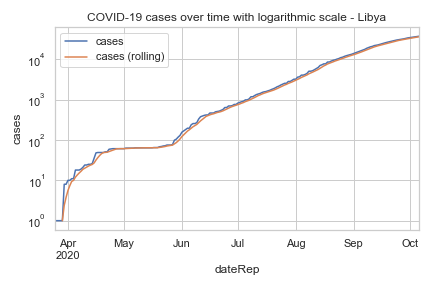 COVID-19 cases over time with logarithmic scale - Libya
cases
cases (rolling)
10⁴
10³
10²
10¹
10⁰
cases
Apr May Jun Jul Aug Sep Oct
2020
dateRep